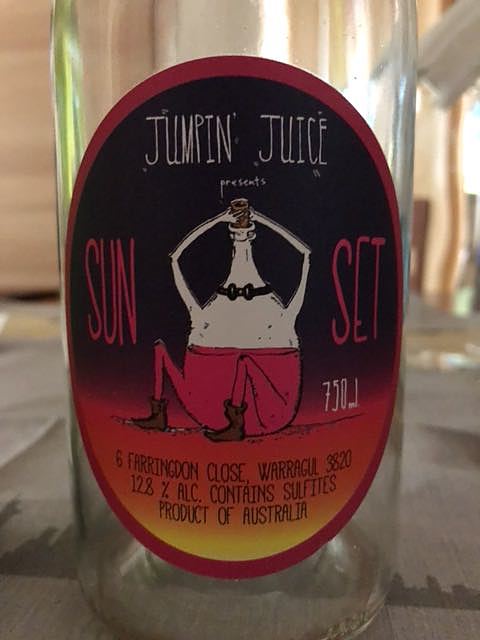 JUMPIN' JUICE
presents
SUN SET
750ml
6 FARRINGDON CLOSE, WARRAGUL 3820
12.8 % ALC. CONTAINS SULFITES
PRODUCT OF AUSTRALIA